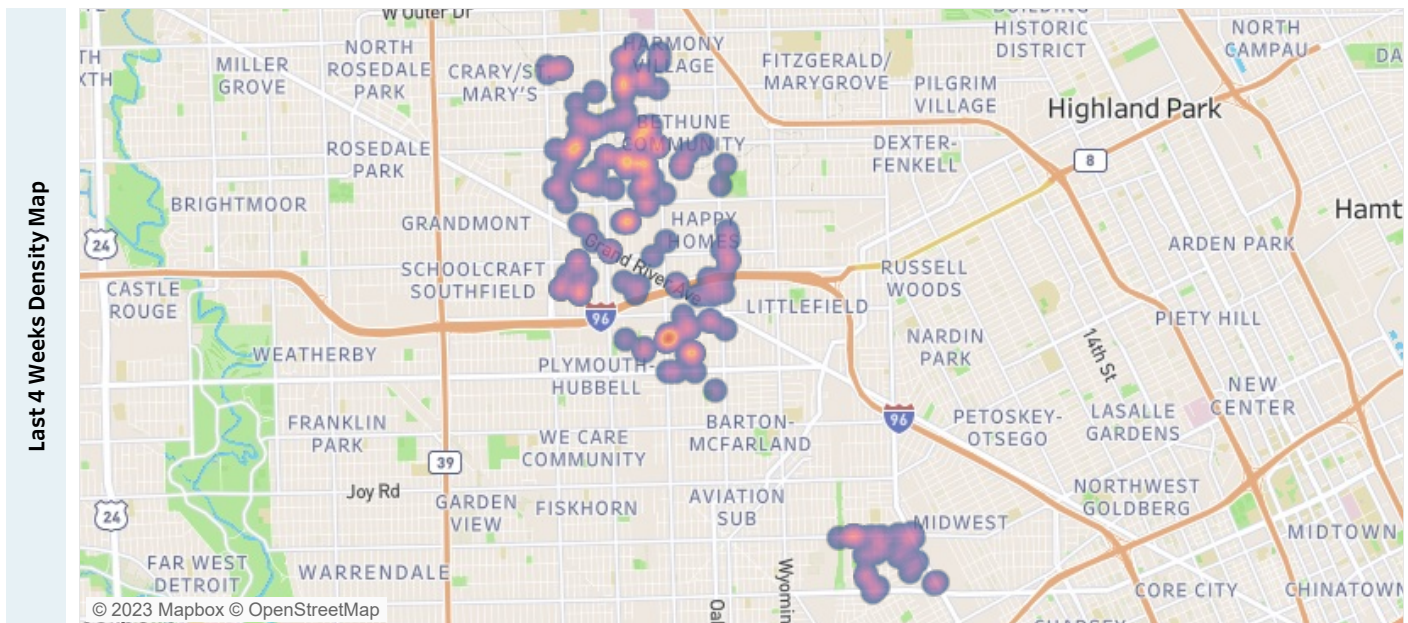 Last 4 Weeks Density Map
W Outer Dr
HISTORIC
DISTRICT
NORTH
CAMPAU
NORTH
ROSEDALE
PARK
MILLER
GROVE
CRARY/ST
MARY'S
HARMONY
VILLAGE
FITZGERALD/
MARYGROVE
PILGRIM
VILLAGE
Highland Park
BETHUNE
COMMUNITY
ROSEDALE
PARK
DEXTER-
FENKELL
8
BRIGHTMOOR
GRANDMONT
HAPPY
HOMES
Hamt
24
ARDEN PARK
Grand River Ave
SCHOOLCRAFT
SOUTHFIELD
RUSSELL
WOODS
CASTLE
ROUGE
96
LITTLEFIELD
PIETY HILL
WEATHERBY
NARDIN
PARK
14th St
PLYMOUTH-
HUBBELL
NEW
CENTER
FRANKLIN
PARK
BARTON-
MCFARLAND
96
PETOSKEY-
OTSEGO
LASALLE
GARDENS
WE CARE
COMMUNITY
39
Joy Rd
GARDEN
VIEW
FISKHORN
AVIATION
SUB
NORTHWEST
GOLDBERG
24
MIDWEST
MIDTOWN
FAR WEST
DETROIT
WARRENDALE
Wyomin
CORE CITY
CHINATOWN
© 2023 Mapbox © OpenStreetMap